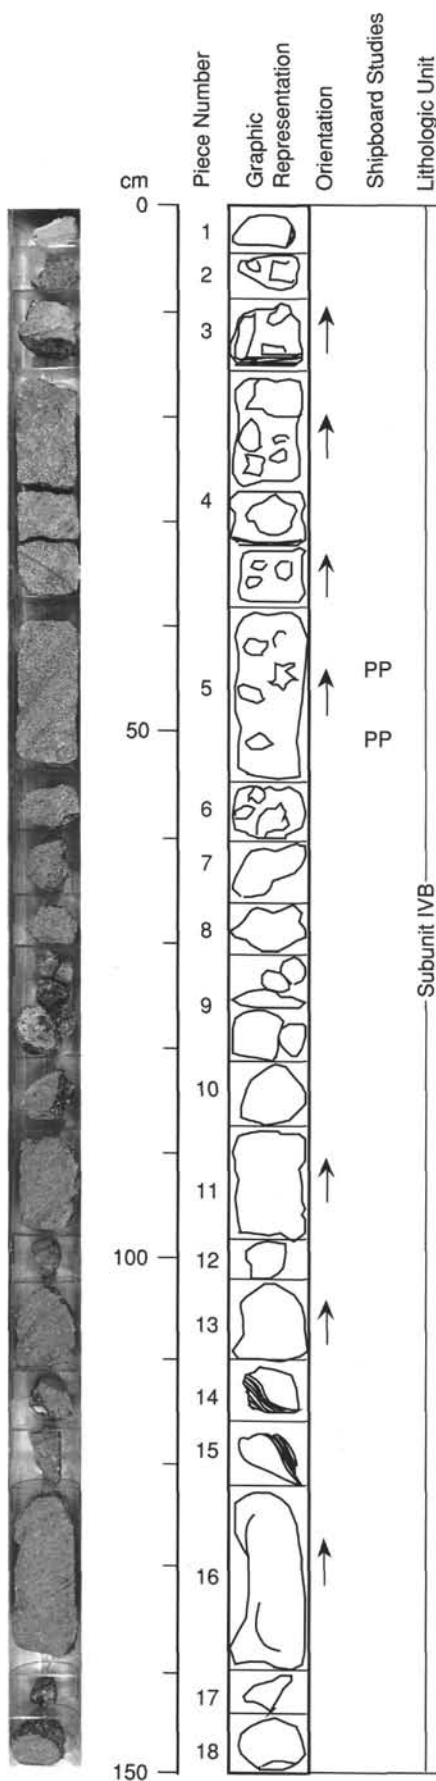 Piece Number
Graphic
Representation
Orientation
Shipboard Studies
Lithologic Unit
cm
0
1
2
3
4
5
PP
50
PP
6
7
8
Subunit IVB
9
10
11
100
12
13
14
15
16
17
18
150